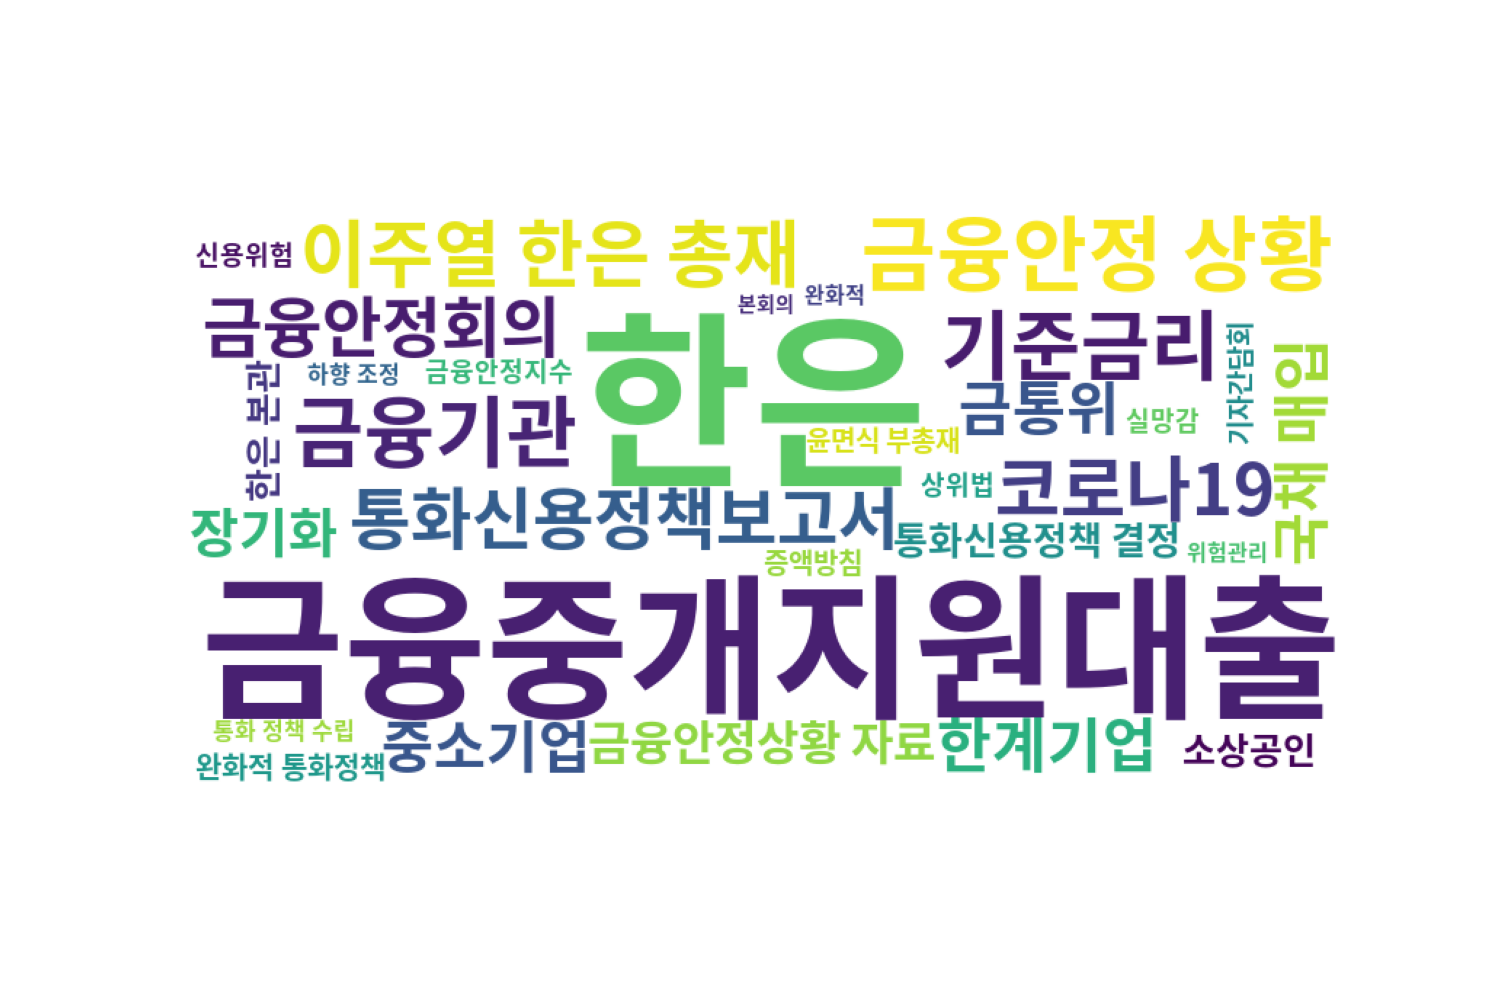 이주열 한은 총재
금융안정 상황
신용위험
금융안정회의
본회의
완화적
한은
기준금리
기자간담회
국채 매입
하향 조정
금융안정지수
한은 본관
금융기관
금통위
실망감
윤면식 부총재
상위법
코로나19
장기화
통화신용정책보고서
통화신용정책 결정
위험관리
증액방침
금융중개지원대출
통화 정책 수립
완화적 통화정책
중소기업
금융안정상황 자료
한계기업
소상공인